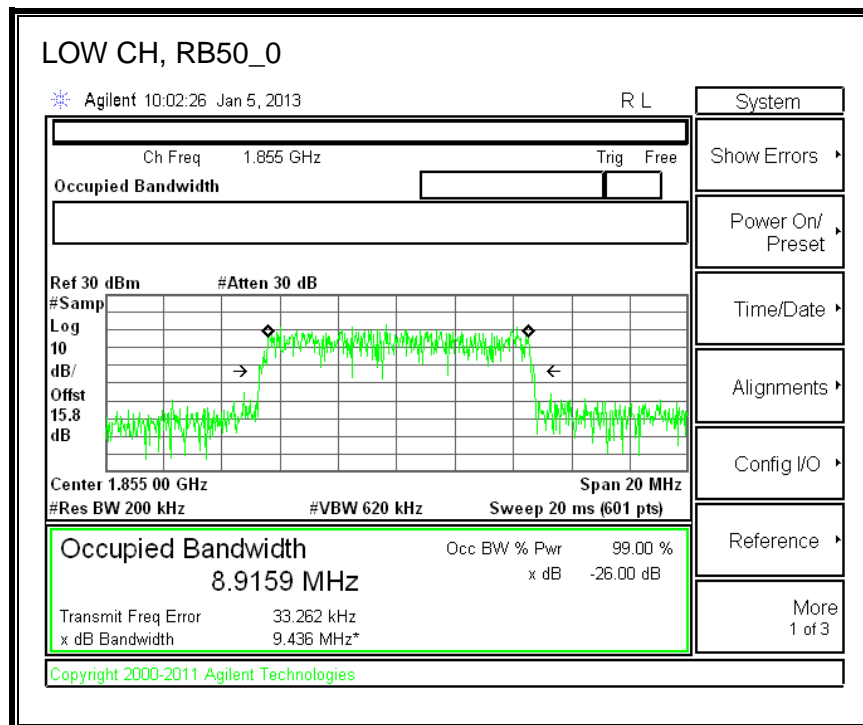 LOW CH, RB50_0
Agilent 10:02:26 Jan 5, 2013 R L
System
Ch Freq 1.855 GHz Trig Free
Occupied Bandwidth
Show Errors
Power On/
Preset
Time/Date
Alignments
Config I/O
Reference
More
1 of 3
Ref 30 dBm #Atten 30 dB
#Samp
Log
10
dB/
Offst
15.8
dB
Center 1.855 00 GHz Span 20 MHz
#Res BW 200 kHz #VBW 620 kHz Sweep 20 ms (601 pts)
Occupied Bandwidth Occ BW % Pwr 99.00 %
8.9159 MHz x dB -26.00 dB
Transmit Freq Error 33.262 kHz
x dB Bandwidth 9.436 MHz*
Copyright 2000-2011 Agilent Technologies